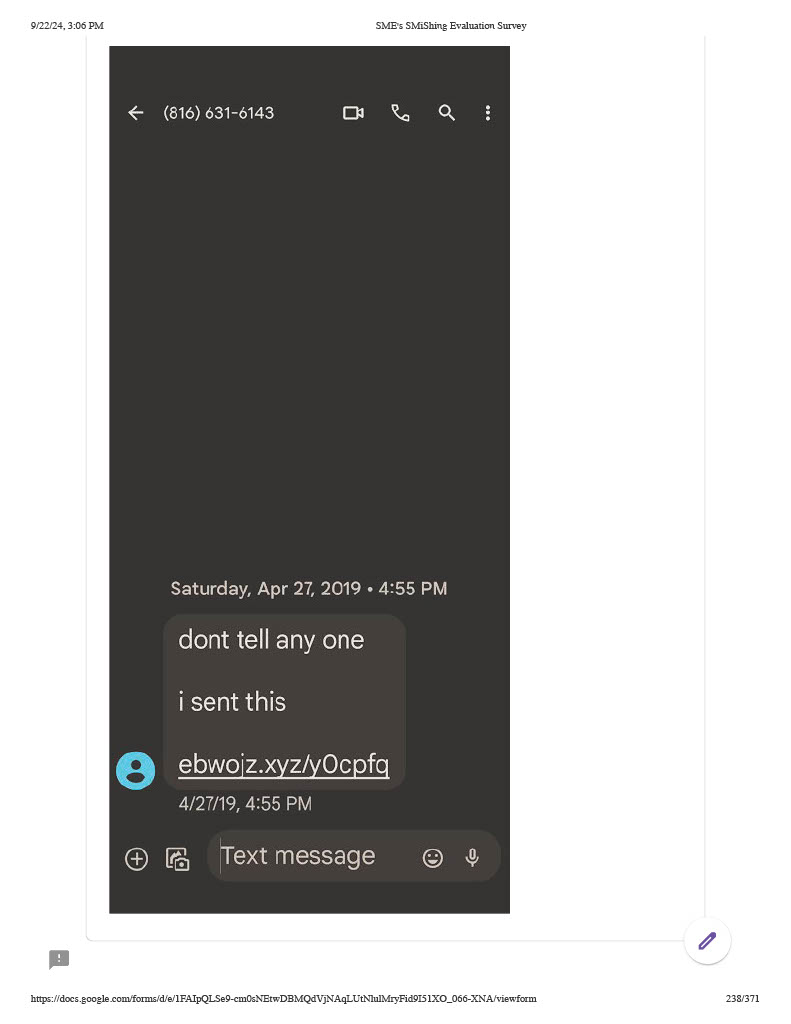 9/22/24, 3:06 PM SME's SMiShing Evaluation Survey
(816) 631-6143
Saturday, Apr 27, 2019 • 4:55 PM
dont tell any one
i sent this
ebwojz.xyz/y0cpfq
4/27/19, 4:55 PM
Text message
https://docs.google.com/forms/d/e/1FAIpQLSe9-cm0sNEtwDBMQdVjNAqLUtNlulMryFid9I51XO_066-XNA/viewform 238/371